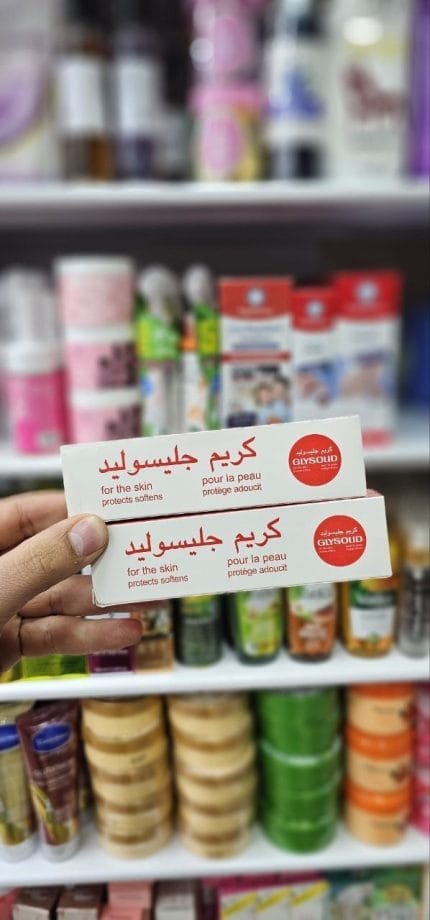 كريم جليسوليد
for the skin
protects softens
pour la peau
protège adoucit
كريم جليسوليد
GLYSOLID
كريم جليسوليد
for the skin
protects softens
pour la peau
protège adoucit
كريم جليسوليد
GLYSOLID